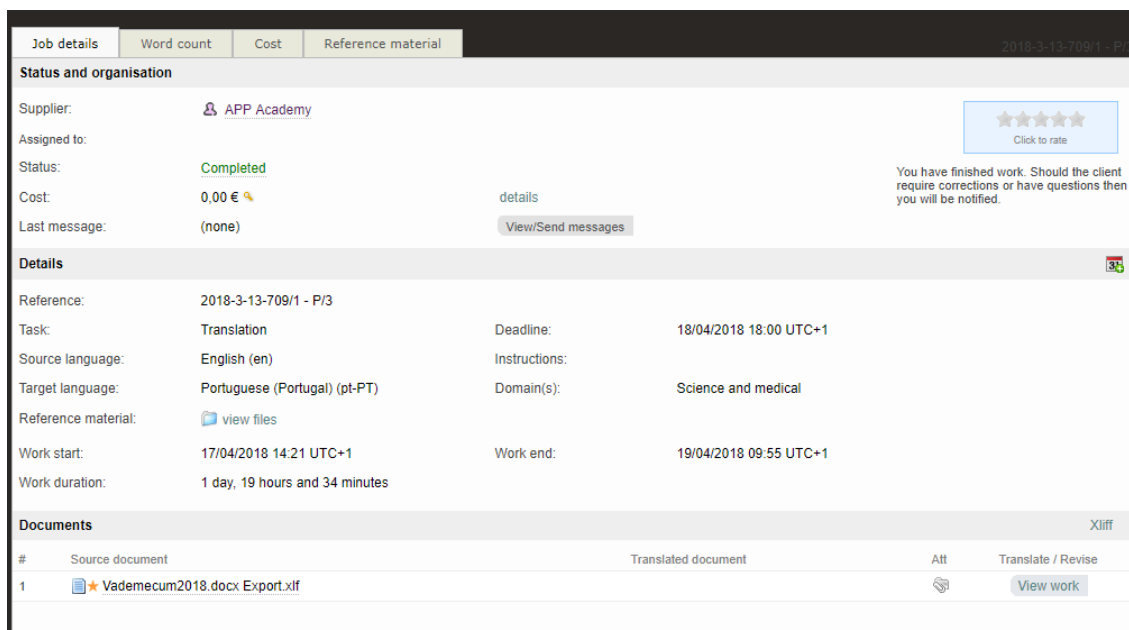 Job details Word count Cost Reference material
2018-3-13-709/1 - P/
Status and organisation
Supplier: APP Academy
Click to rate
Assigned to:
Status: Completed
You have finished work. Should the client
require corrections or have questions then
you will be notified.
Cost: 0,00 € details
Last message: (none) View/Send messages
Details
Reference: 2018-3-13-709/1 - P/3
Task: Translation Deadline: 18/04/2018 18:00 UTC+1
Source language: English (en) Instructions:
Target language: Portuguese (Portugal) (pt-PT) Domain(s): Science and medical
Reference material: view files
Work start: 17/04/2018 14:21 UTC+1 Work end: 19/04/2018 09:55 UTC+1
Work duration: 1 day, 19 hours and 34 minutes
Documents Xliff
# Source document Translated document Att Translate / Revise
1 Vademecum2018.docx Export.xlf View work